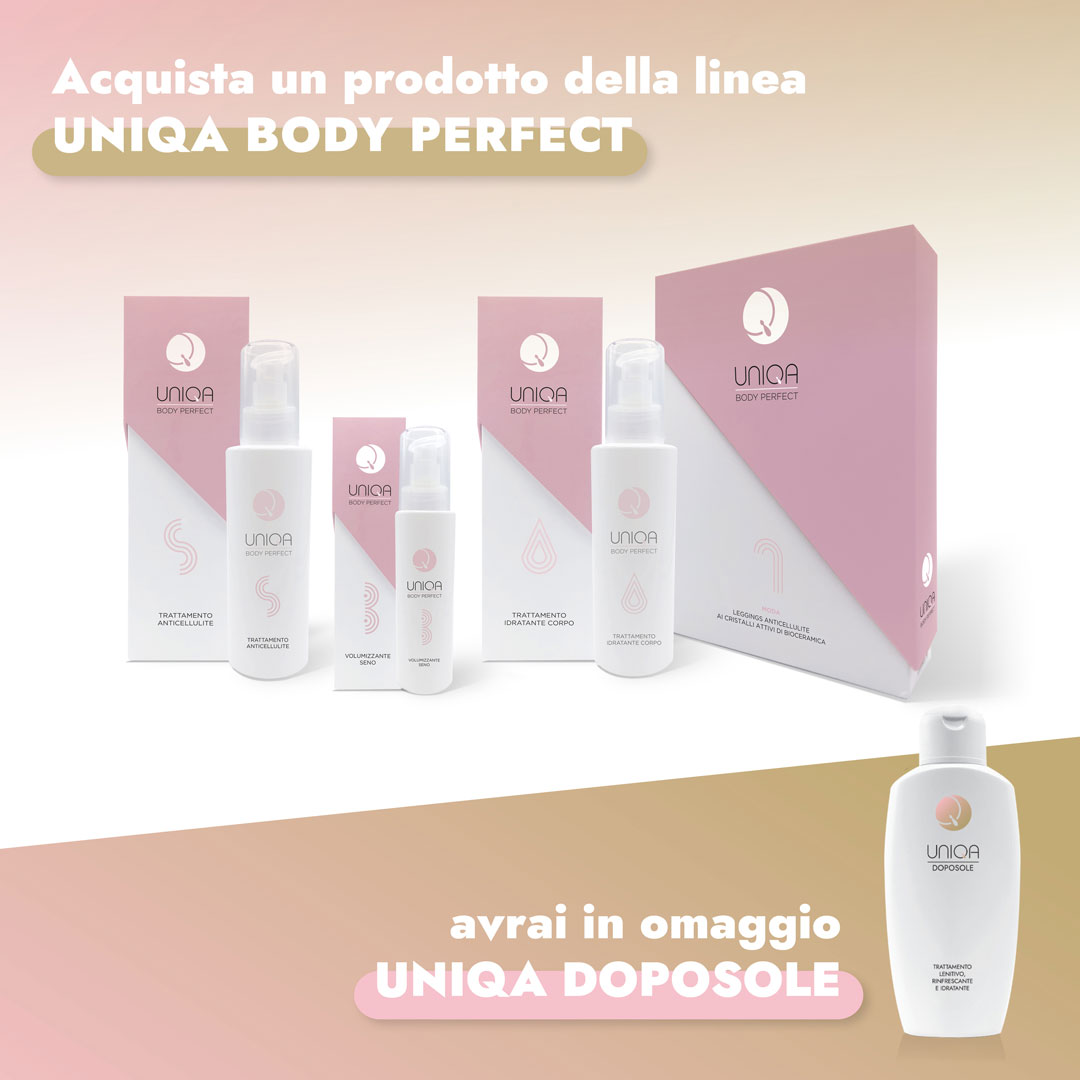 Acquista un prodotto della linea
UNIQA BODY PERFECT
UNIQA
BODY PERFECT
TRATTAMENTO
ANTICELLULITE
UNIQA
BODY PERFECT
TRATTAMENTO
ANTICELLULITE
UNIQA
BODY PERFECT
VOLUMIZZANTE
SENO
UNIQA
BODY PERFECT
VOLUMIZZANTE
SENO
UNIQA
BODY PERFECT
TRATTAMENTO
IDRATANTE CORPO
UNIQA
BODY PERFECT
TRATTAMENTO
IDRATANTE CORPO
UNIQA
BODY PERFECT
MODA
LEGGINGS ANTICELLULITE
AI CRISTALLI ATTIVI DI BIOCERAMICA
UNIQA
BODY PERFECT
UNIQA
DOPOSOLE
TRATTAMENTO
LENITIVO,
RINFRESCANTE
E IDRATANTE
avrai in omaggio
UNIQA DOPOSOLE